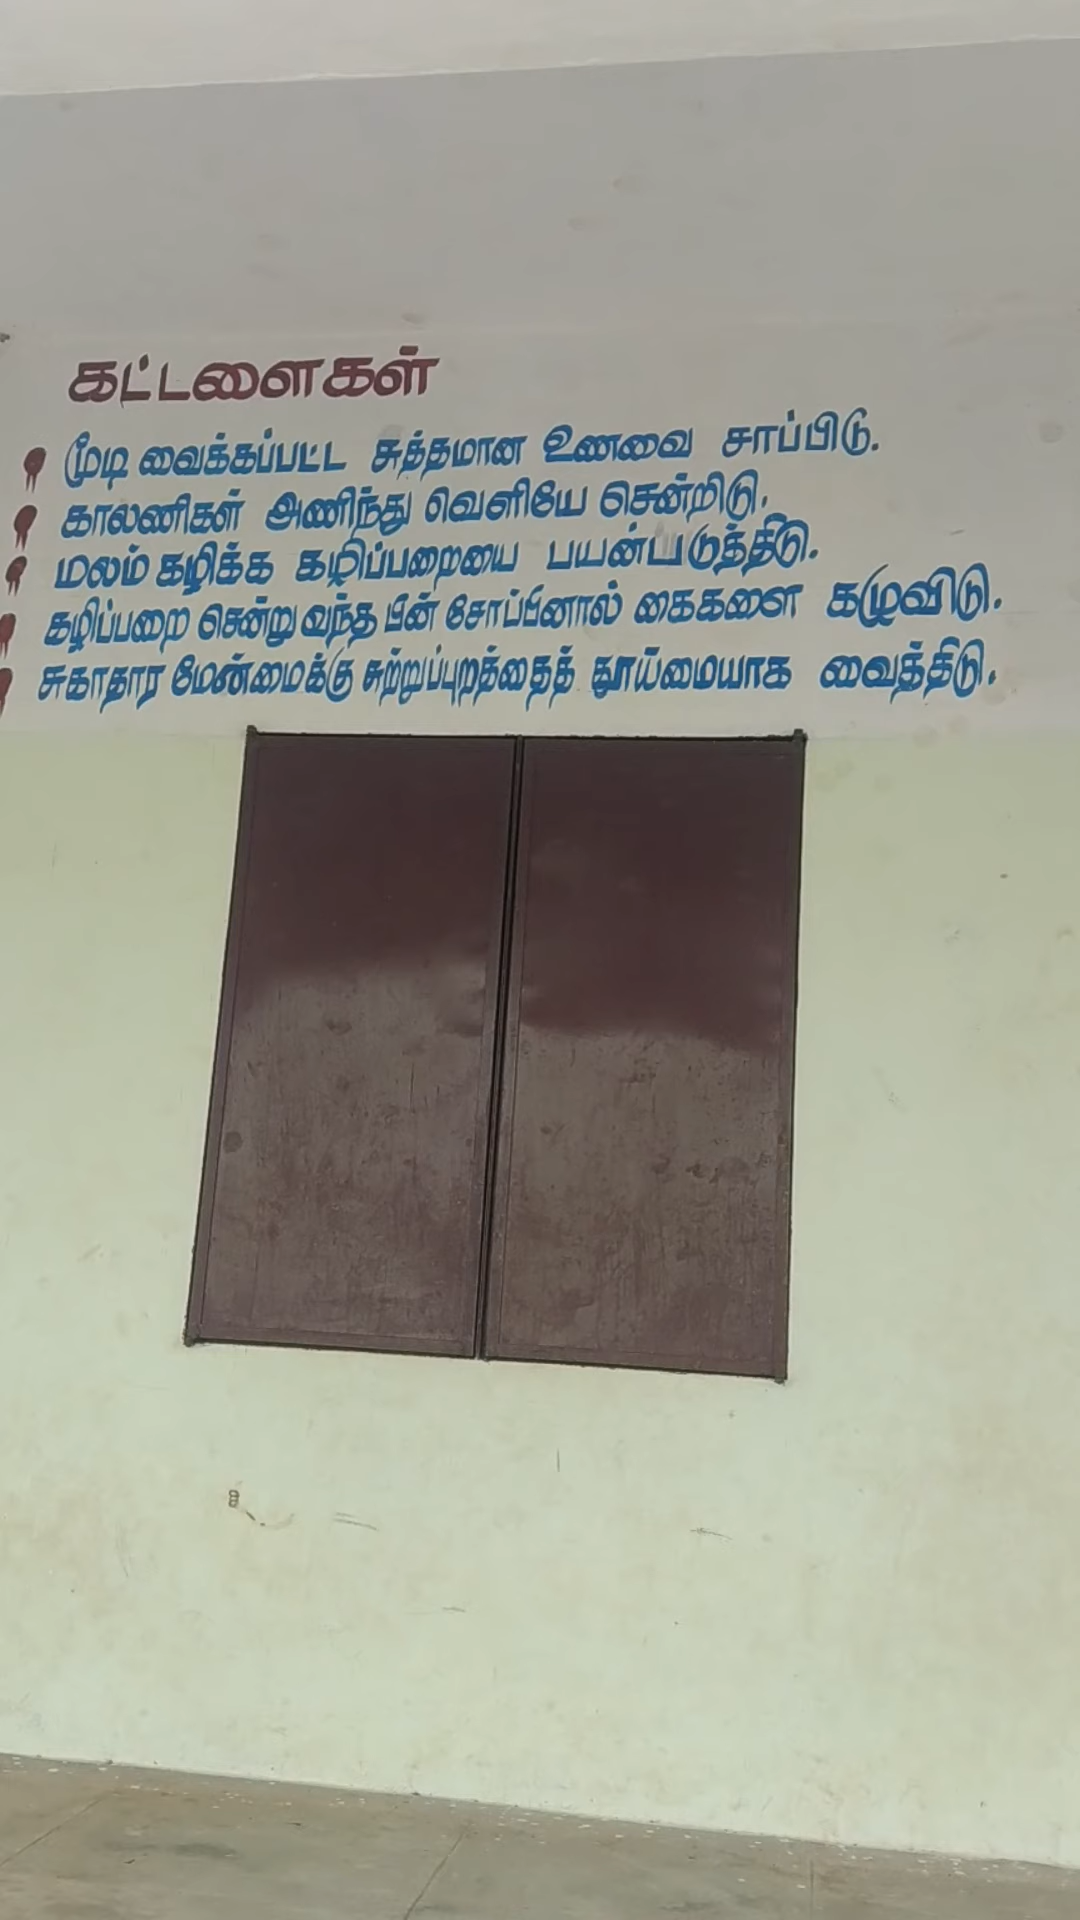 கட்டளைகள்
மூடி வைக்கப்பட்ட சுத்தமான உணவை சாப்பிடு.
காலணிகள் அணிந்து வெளியே சென்றிடு.
மலம் கழிக்க கழிப்பறையை பயன்படுத்திடு.
கழிப்பறை சென்று வந்த பின் சோப்பினால் கைகளை கழுவிடு.
சுகாதார மேண்மைக்கு சுற்றுப்புறத்தைத் தூய்மையாக வைத்திடு.